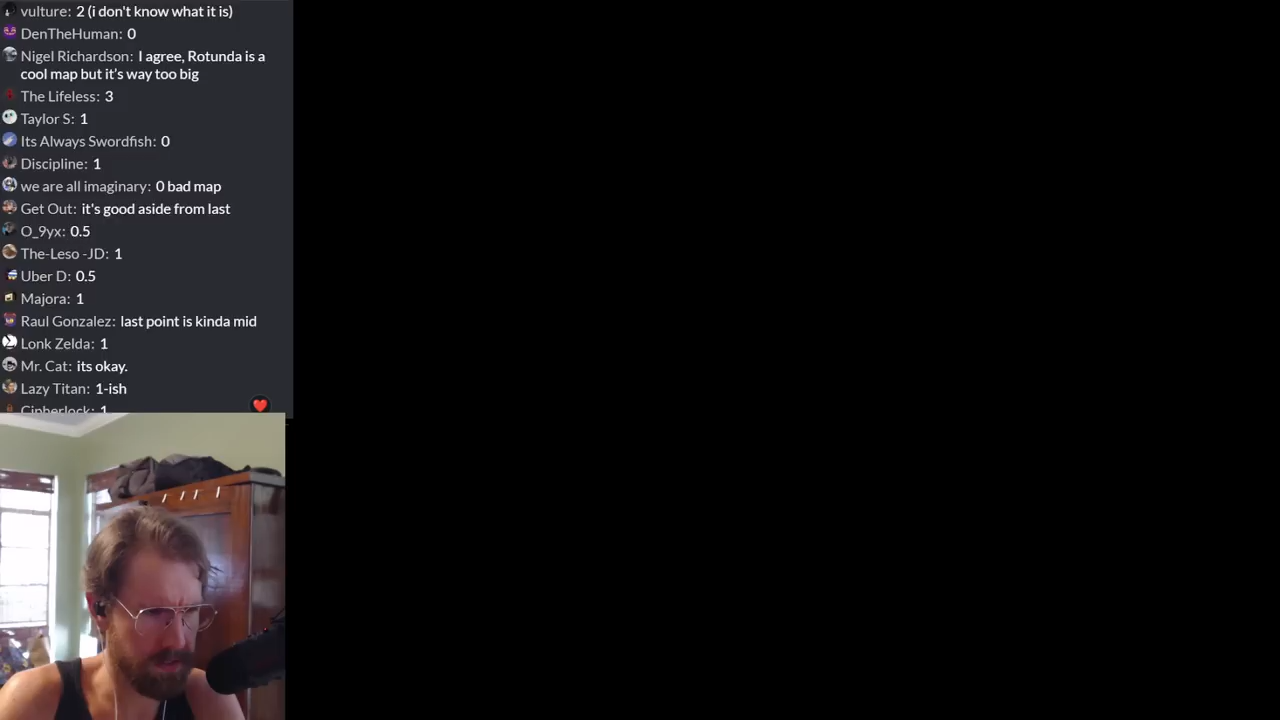 vulture: 2 (i don't know what it is)
DenTheHuman: 0
Nigel Richardson: I agree, Rotunda is a
cool map but it's way too big
The Lifeless: 3
Taylor S: 1
Its Always Swordfish: 0
Discipline: 1
we are all imaginary: 0 bad map
Get Out: it's good aside from last
O_9yx: 0.5
The-Leso -JD: 1
Uber D: 0.5
Majora: 1
Raul Gonzalez: last point is kinda mid
Lonk Zelda: 1
Mr. Cat: its okay.
Lazy Titan: 1-ish
Cipherlock: 1